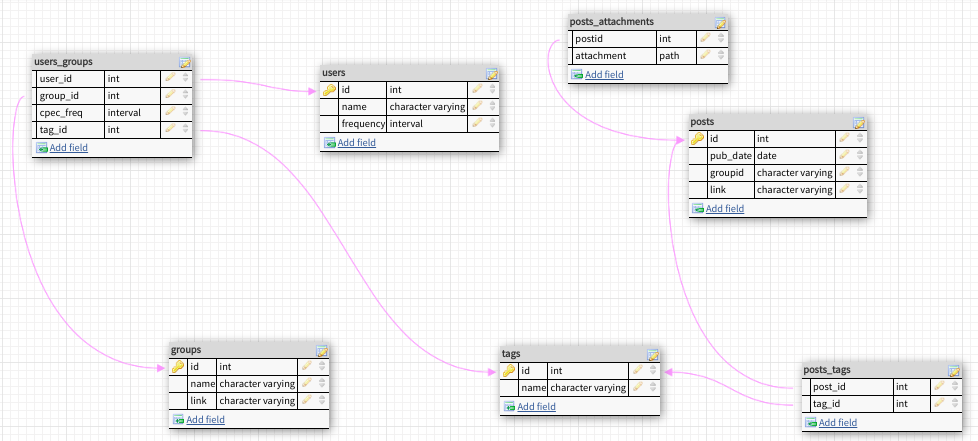 posts_attachments
postid int
attachment path
Add field
users_groups
user_id int
group_id int
cpec_freq interval
tag_id int
Add field
users
id int
name character varying
frequency interval
Add field
posts
id int
pub_date date
groupid character varying
link character varying
Add field
groups
id int
name character varying
link character varying
Add field
tags
id int
name character varying
Add field
posts_tags
post_id int
tag_id int
Add field